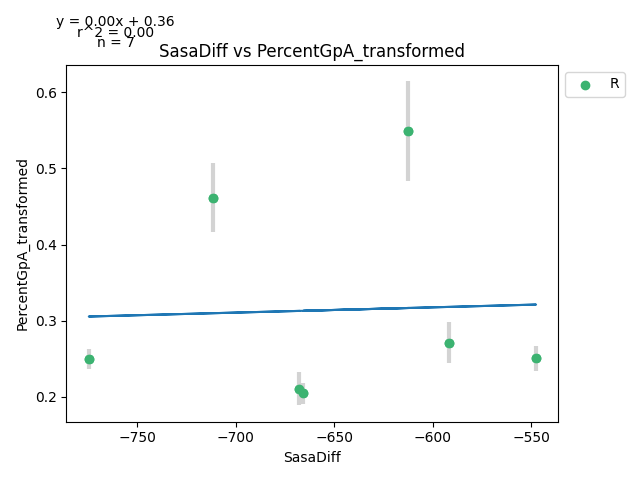 y = 0.00x + 0.36
r^2 = 0.00
n = 7
SasaDiff vs PercentGpA_transformed
R
PercentGpA_transformed
0.6
0.5
0.4
0.3
0.2
−750
−700
−650
−600
−550
SasaDiff